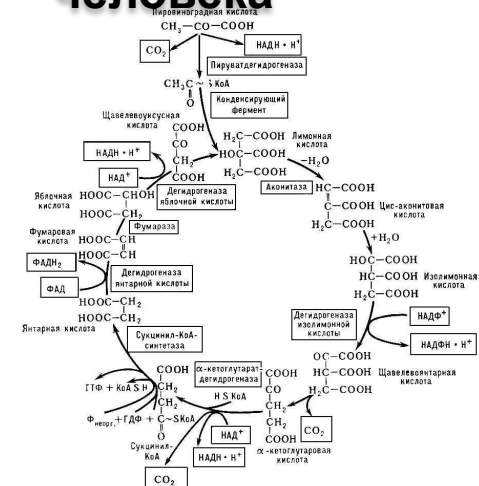 человека
Пировиноградная кислота
CH₃—CO—COOH
CO₂
НАДН • H⁺
Пируватдегидрогеназа
CH₃C ~ S KoA
O
Конденсирующий
фермент
Щавелевоуксусная
кислота
COOH
CO
CH₂
COOH
H₂C—COOH
HOC—COOH
H₂C—COOH
Лимонная
кислота
—H₂O
НАДН • H⁺
НАД⁺
Дегидрогеназа
яблочной кислоты
Аконитаза
HC—COOH
C—COOH
H₂C—COOH
Цис-аконитовая
кислота
Яблочная
кислота
HOOC—CHOH
HOOC—CH₂
Фумараза
+H₂O
Фумаровая
кислота
HOOC—CH
HOOC—CH
HOC—COOH
HC—COOH
H₂C—COOH
Изолимонная
кислота
ФАДН₂
ФАД
Дегидрогеназа
янтарной кислоты
HOOC—CH₂
HOOC—CH₂
Янтарная кислота
Дегидрогеназа
изолимонной
кислоты
НАДФ⁺
НАДФН • H⁺
Сукцинил-КоА-
синтетаза
OC—COOH
HC—COOH
H₂C—COOH
Щавелевоянтарная
кислота
α-кетоглутарат-
дегидрогеназа
H S KoA
COOH
CO
CH₂
CH₂
COOH
CO₂
α-кетоглутаровая
кислота
ГТФ + KoA S H
Фнеорг.+ГДФ +
COOH
CH₂
CH₂
C~SKoA
O
Сукцинил-
КоА
НАД⁺
НАДН • H⁺
CO₂